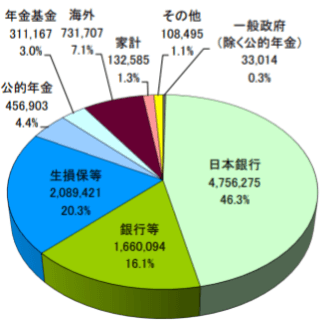 年金基金
311,167
3.0%
海外
731,707
7.1%
家計
132,585
1.3%
その他
108,495
1.1%
一般政府
（除く公的年金）
33,014
0.3%
公的年金
456,903
4.4%
生損保等
2,089,421
20.3%
銀行等
1,660,094
16.1%
日本銀行
4,756,275
46.3%